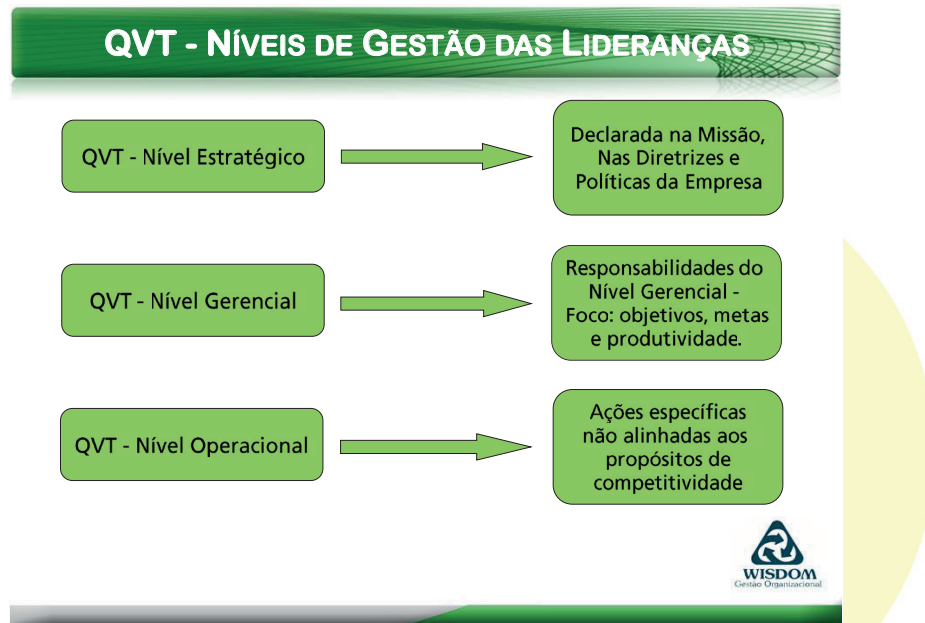 QVT - NÍVEIS DE GESTÃO DAS LIDERANÇAS
QVT - Nível Estratégico
Declarada na Missão,
Nas Diretrizes e
Políticas da Empresa
QVT - Nível Gerencial
Responsabilidades do
Nível Gerencial -
Foco: objetivos, metas
e produtividade.
QVT - Nível Operacional
Ações específicas
não alinhadas aos
propósitos de
competitividade
WISDOM
Gestão Organizacional